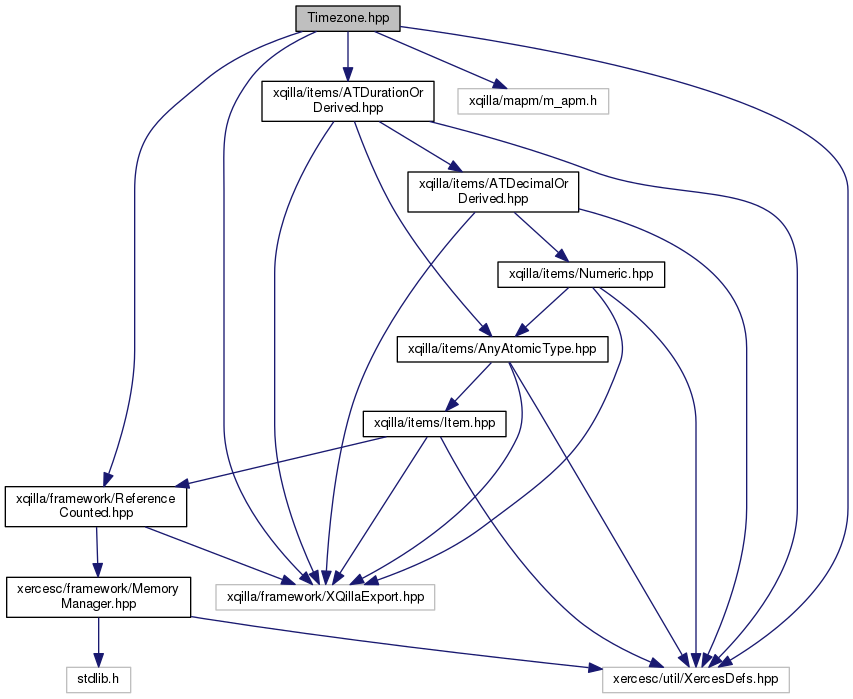 Timezone.hpp
xqilla/items/ATDurationOr
Derived.hpp
xqilla/mapm/m_apm.h
xqilla/items/ATDecimalOr
Derived.hpp
xqilla/items/Numeric.hpp
xqilla/items/AnyAtomicType.hpp
xqilla/items/Item.hpp
xqilla/framework/Reference
Counted.hpp
xercesc/framework/Memory
Manager.hpp
xqilla/framework/XQillaExport.hpp
stdlib.h
xercesc/util/XercesDefs.hpp